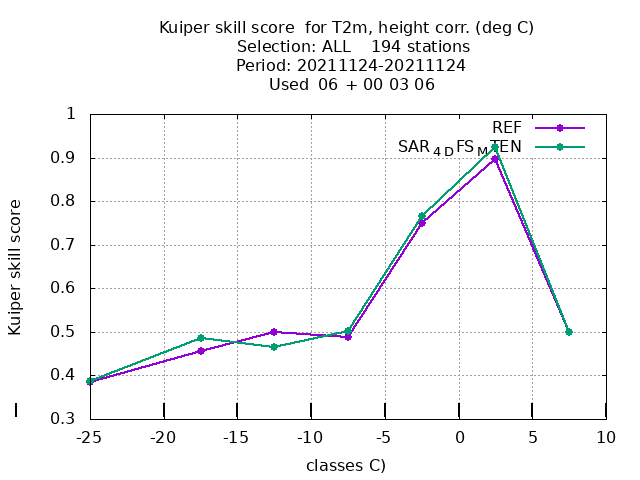 Kuiper skill score  for T2m, height corr. (deg C)
Selection: ALL    194 stations
Period: 20211124-20211124
Used  06 + 00 03 06
REF
SAR4DFSMTEN
1
0.9
0.8
0.7
0.6
0.5
0.4
0.3
Kuiper skill score
-25 -20 -15 -10 -5 0 5 10
classes C)